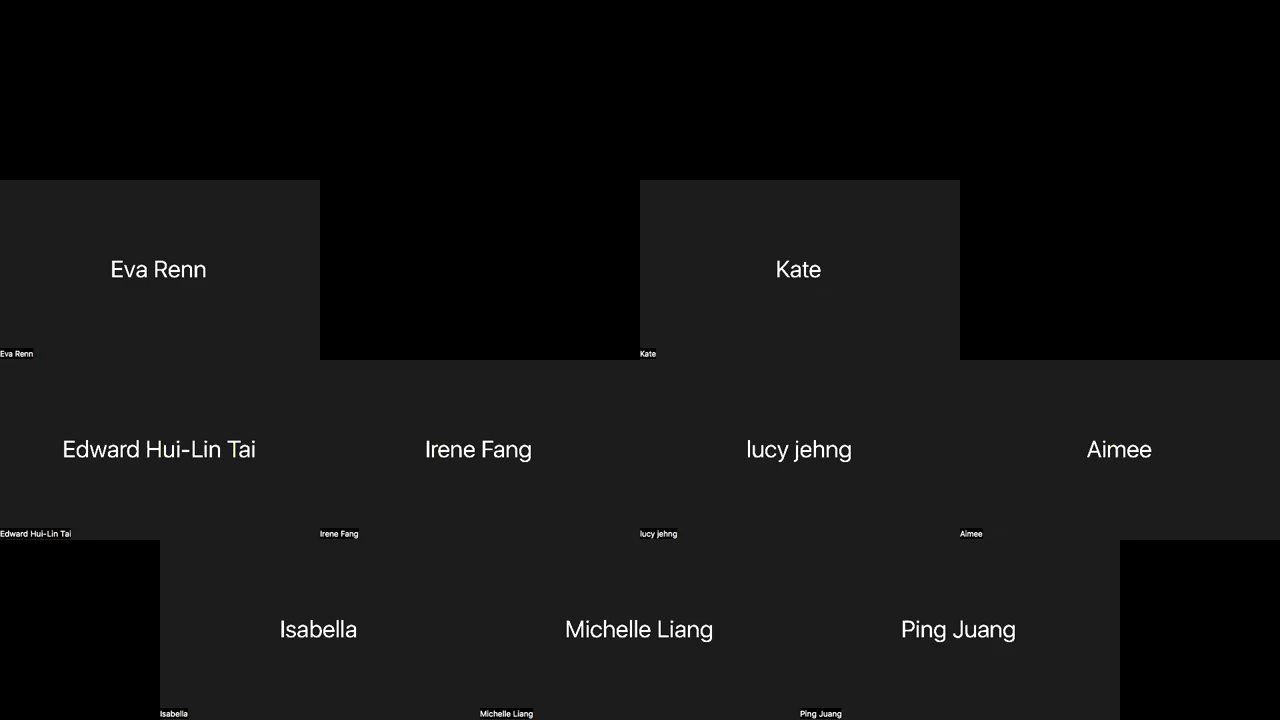 Eva Renn
Kate
Eva Renn
Kate
Edward Hui-Lin Tai
Irene Fang
lucy jehng
Aimee
Edward Hui-Lin Tai
Irene Fang
lucy jehng
Aimee
Isabella
Michelle Liang
Ping Juang
Isabella
Michelle Liang
Ping Juang